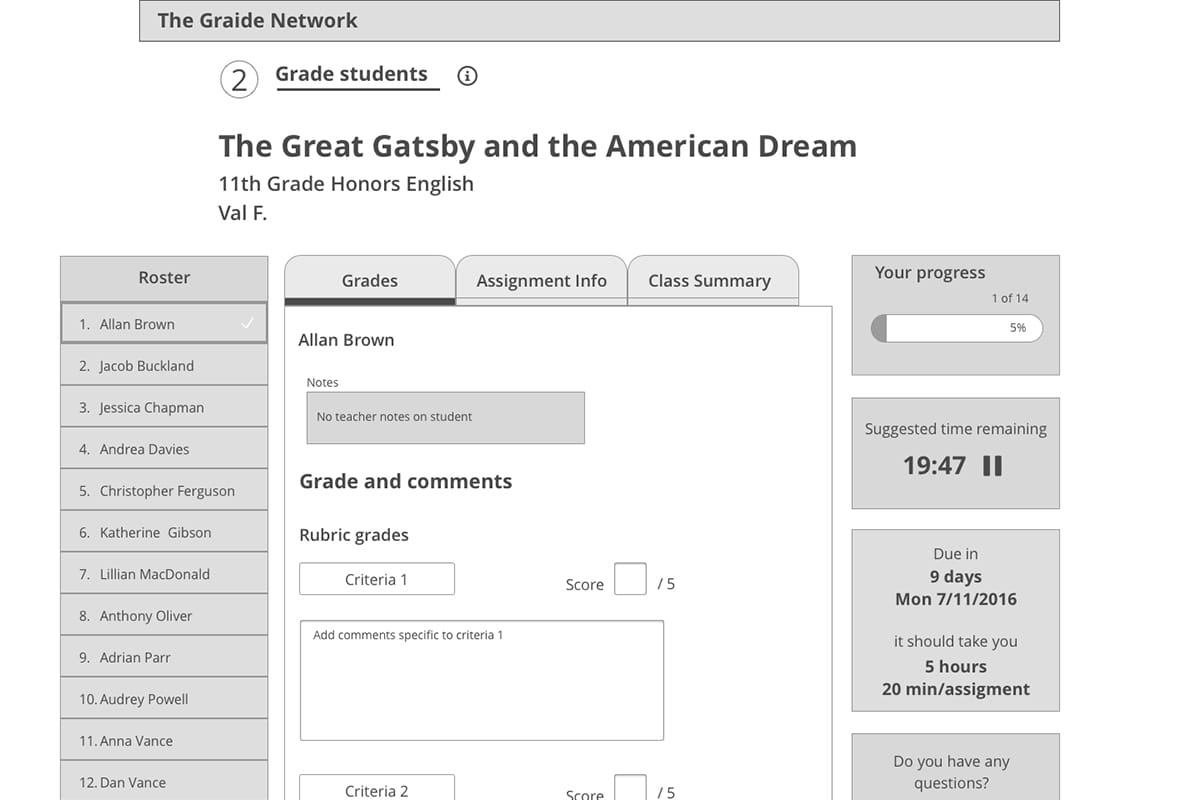 The Graide Network
2 Grade students i
The Great Gatsby and the American Dream
11th Grade Honors English
Val F.
Roster
1. Allan Brown
2. Jacob Buckland
3. Jessica Chapman
4. Andrea Davies
5. Christopher Ferguson
6. Katherine  Gibson
7. Lillian MacDonald
8. Anthony Oliver
9. Adrian Parr
10. Audrey Powell
11. Anna Vance
12. Dan Vance
Grades Assignment Info Class Summary
Allan Brown
Notes
No teacher notes on student
Grade and comments
Rubric grades
Criteria 1 Score / 5
Add comments specific to criteria 1
Criteria 2 Score / 5
Your progress
1 of 14
5%
Suggested time remaining
19:47
Due in
9 days
Mon 7/11/2016
it should take you
5 hours
20 min/assigment
Do you have any
questions?